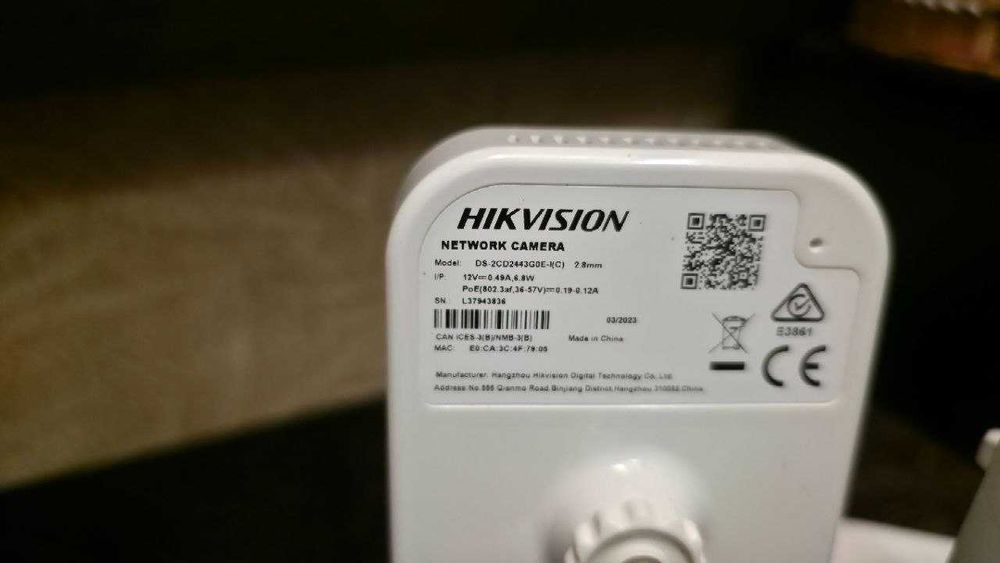 HIKVISION
NETWORK CAMERA
Model: DS-2CD2443G0E-I(C) 2.8mm
I/P 12V⎓0.49A,6.8W
PoE(802.3af,36-57V)⎓0.19-0.12A
SN: L37943836
03/2023
CAN ICES-3(B)/NMB-3(B) Made in China
MAC: E0:CA:3C:4F:79:05
E3861
CE
Manufacturer: Hangzhou Hikvision Digital Technology Co., Ltd.
Address:No.555 Qianmo Road,Binjiang District,Hangzhou 310052,China